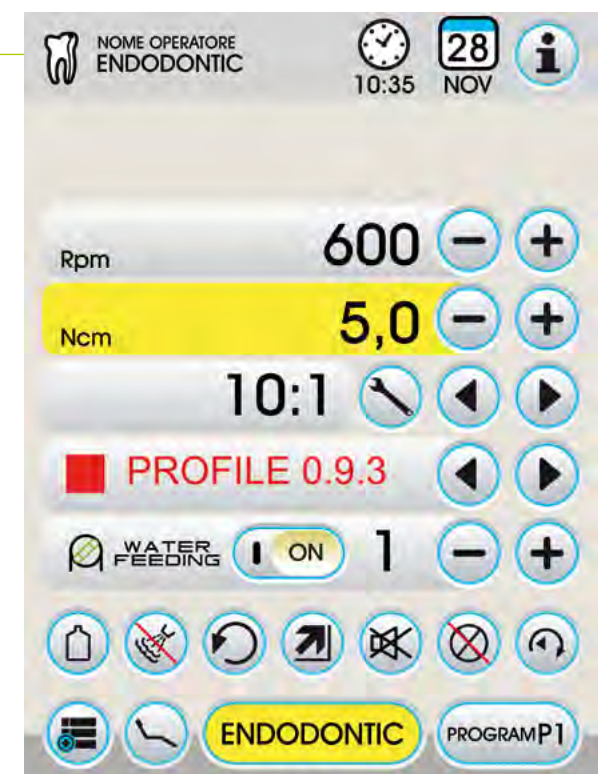 NOME OPERATORE
ENDODONTIC
10:35
28
NOV
i
Rpm 600 - +
Ncm 5,0 - +
10:1
PROFILE 0.9.3
WATER FEEDING ON 1 - +
ENDODONTIC
PROGRAM P1